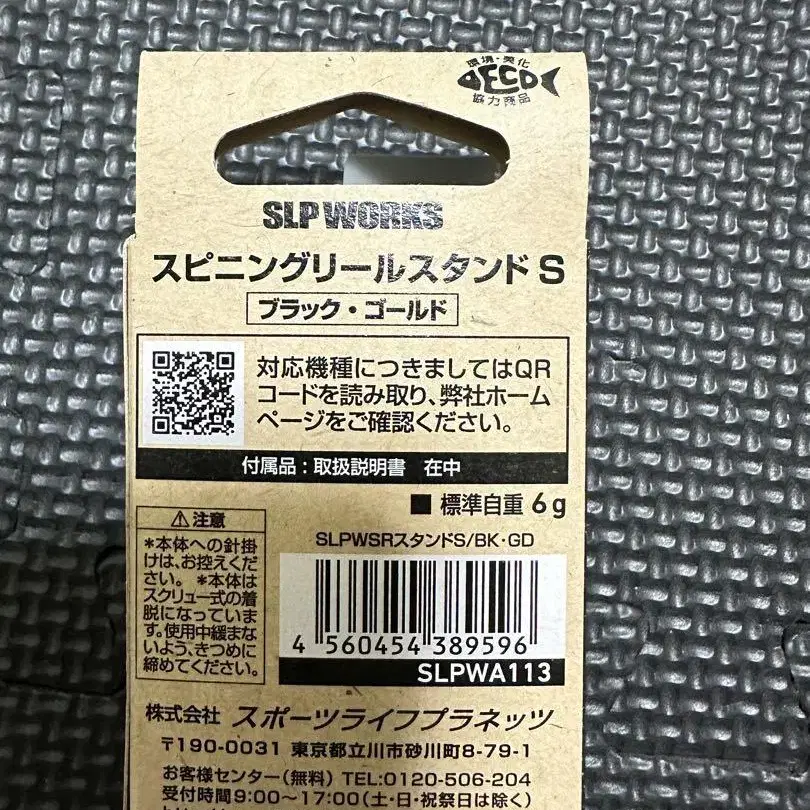 環境・美化
DECO
協力商品
SLP WORKS
スピニングリールスタンド S
ブラック・ゴールド
対応機種につきましてはQR
コードを読み取り、弊社ホーム
ページをご確認ください。
付属品：取扱説明書　在中
■ 標準自重 6g
⚠注意
＊本体への針掛
けは、お控えくだ
さい。 ＊本体は
スクリュー式の着
脱になっていま
す。使用中緩まな
いよう、きつめに
締めてください。
SLPWSRスタンドS/BK・GD
4 560454 389596
SLPWA113
株式会社 スポーツライフプラネッツ
〒190-0031 東京都立川市砂川町8-79-1
お客様センター(無料) TEL:0120-506-204
受付時間9:00～17:00(土・日・祝祭日は除く)